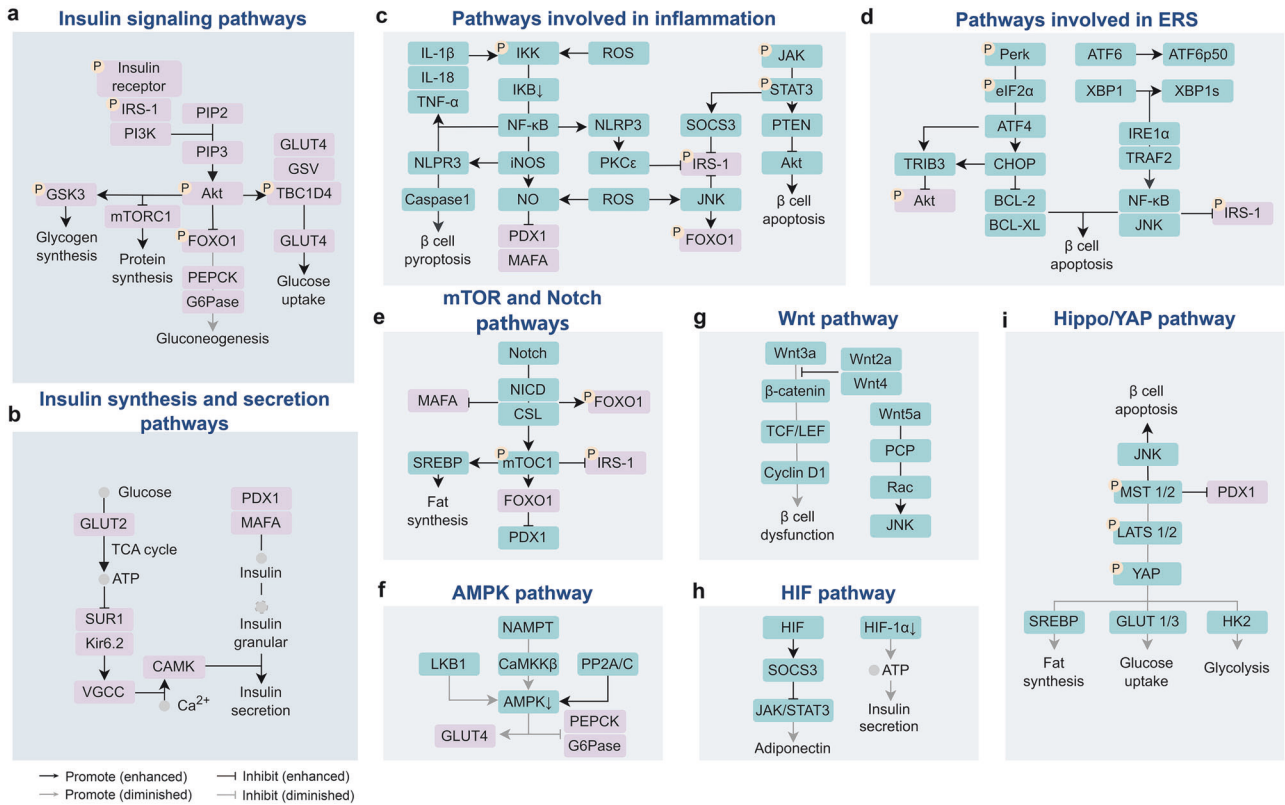 a
Insulin signaling pathways
P
Insulin
receptor
P
IRS-1
PI3K
PIP2
PIP3
GLUT4
GSV
P
GSK3
P
Akt
P
TBC1D4
mTORC1
P
FOXO1
Glycogen
synthesis
Protein
synthesis
GLUT4
Glucose
uptake
PEPCK
G6Pase
Gluconeogenesis
b
Insulin synthesis and secretion
pathways
Glucose
GLUT2
TCA cycle
ATP
SUR1
Kir6.2
VGCC
CAMK
Ca2+
PDX1
MAFA
Insulin
Insulin
granular
Insulin
secretion
Promote (enhanced)
Inhibit (enhanced)
Promote (diminished)
Inhibit (diminished)
c
Pathways involved in inflammation
IL-1β
IL-18
TNF-α
P
IKK
ROS
IKB↓
NF-κB
NLRP3
NLPR3
iNOS
PKCε
Caspase1
NO
ROS
JNK
β cell
pyroptosis
PDX1
MAFA
P
JAK
P
STAT3
SOCS3
PTEN
P
IRS-1
Akt
β cell
apoptosis
P
FOXO1
d
Pathways involved in ERS
P
Perk
P
eIF2α
ATF4
TRIB3
CHOP
P
Akt
BCL-2
BCL-XL
β cell
apoptosis
ATF6
ATF6p50
XBP1
XBP1s
IRE1α
TRAF2
NF-κB
JNK
P
IRS-1
e
mTOR and Notch
pathways
Notch
NICD
CSL
MAFA
P
FOXO1
SREBP
P
mTOC1
P
IRS-1
Fat
synthesis
FOXO1
PDX1
f
AMPK pathway
NAMPT
LKB1
CaMKKβ
PP2A/C
AMPK↓
GLUT4
PEPCK
G6Pase
g
Wnt pathway
Wnt3a
Wnt2a
Wnt4
β-catenin
TCF/LEF
Cyclin D1
β cell
dysfunction
Wnt5a
PCP
Rac
JNK
h
HIF pathway
HIF
SOCS3
JAK/STAT3
Adiponectin
HIF-1α↓
ATP
Insulin
secretion
i
Hippo/YAP pathway
β cell
apoptosis
JNK
P
MST 1/2
PDX1
P
LATS 1/2
P
YAP
SREBP
GLUT 1/3
HK2
Fat
synthesis
Glucose
uptake
Glycolysis